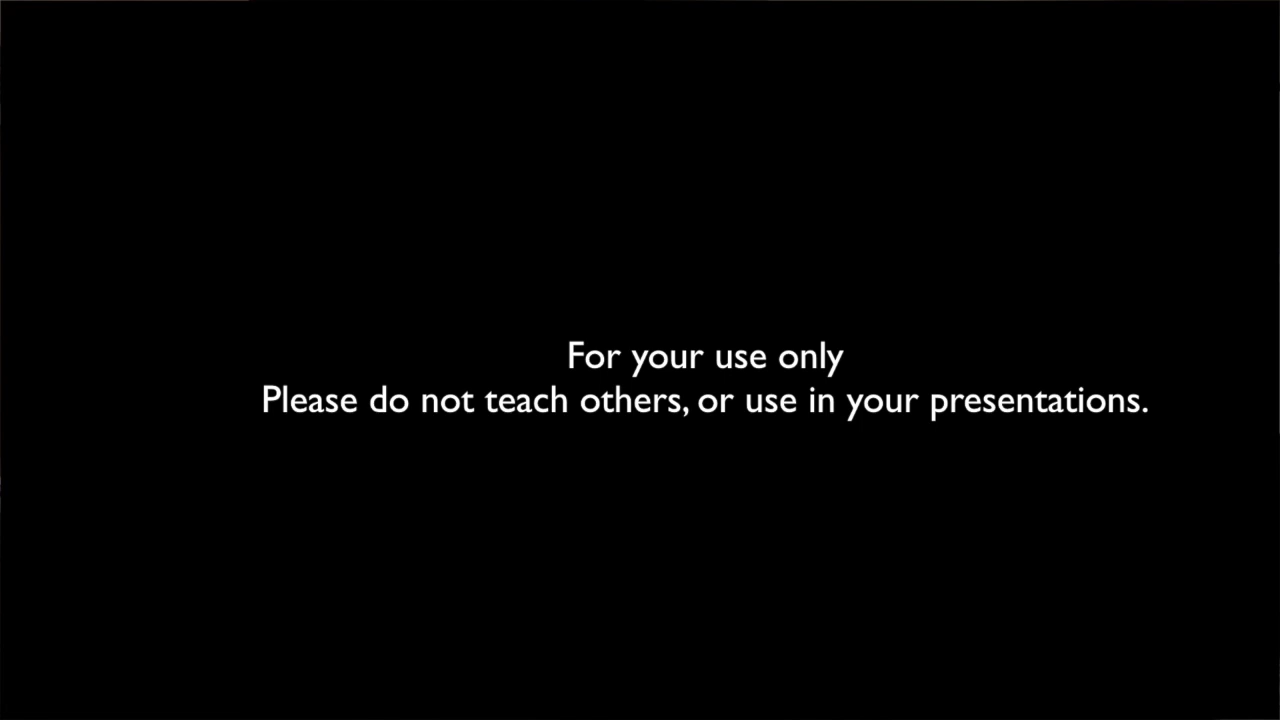 For your use only
Please do not teach others, or use in your presentations.